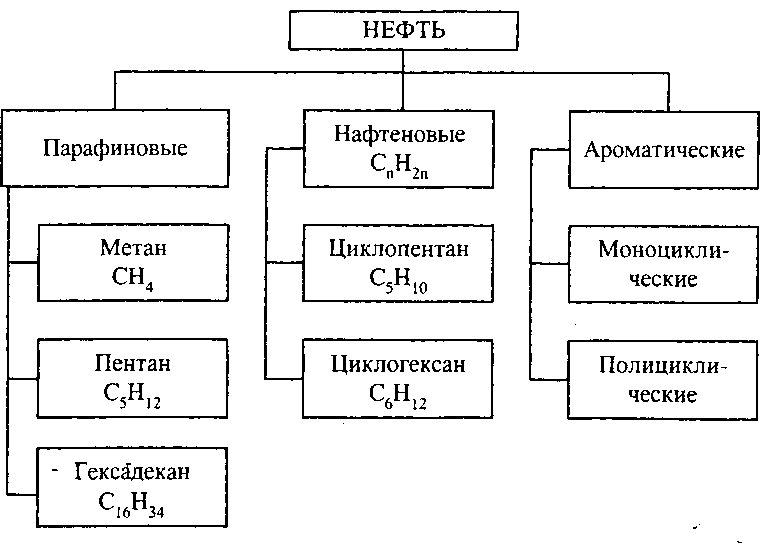 НЕФТЬ
Парафиновые
Метан
CH₄
Пентан
C₅H₁₂
Гексадекан
C₁₆H₃₄
Нафтеновые
CₙH₂ₙ
Циклопентан
C₅H₁₀
Циклогексан
C₆H₁₂
Ароматические
Моноцикли-
ческие
Полицикли-
ческие